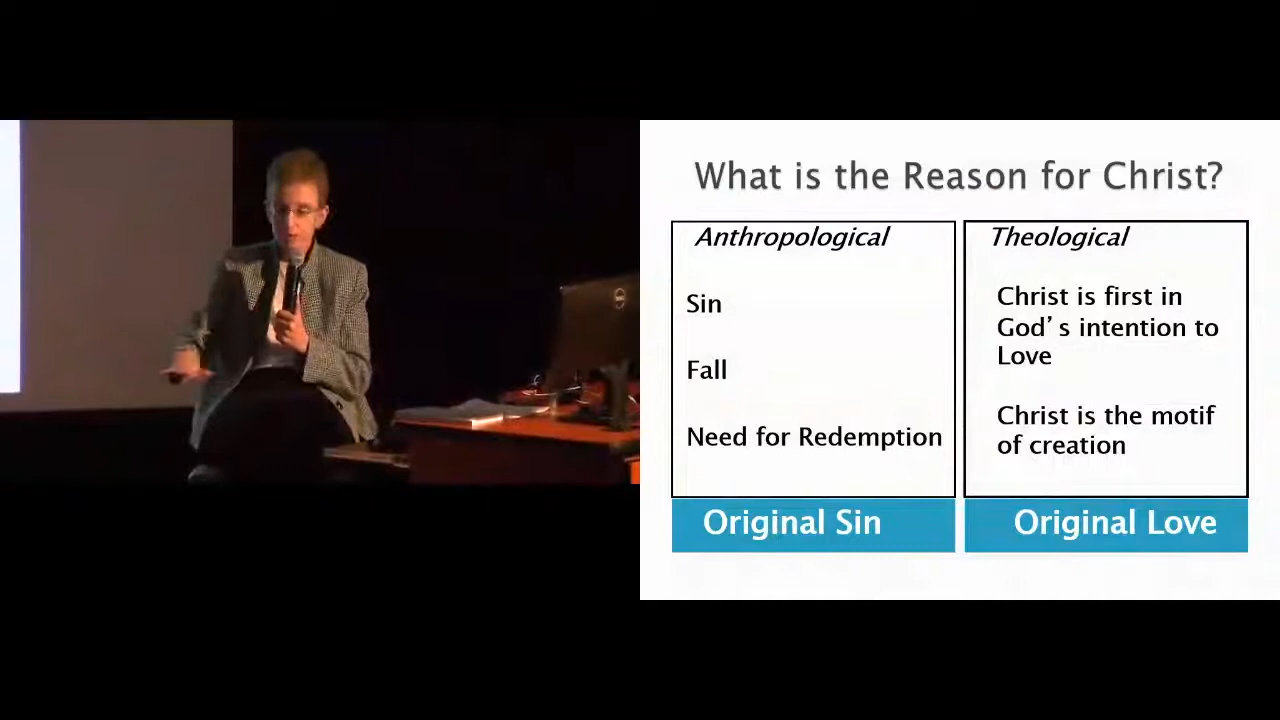 What is the Reason for Christ?
Anthropological
Sin
Fall
Need for Redemption
Original Sin
Theological
Christ is first in
God’s intention to
Love
Christ is the motif
of creation
Original Love